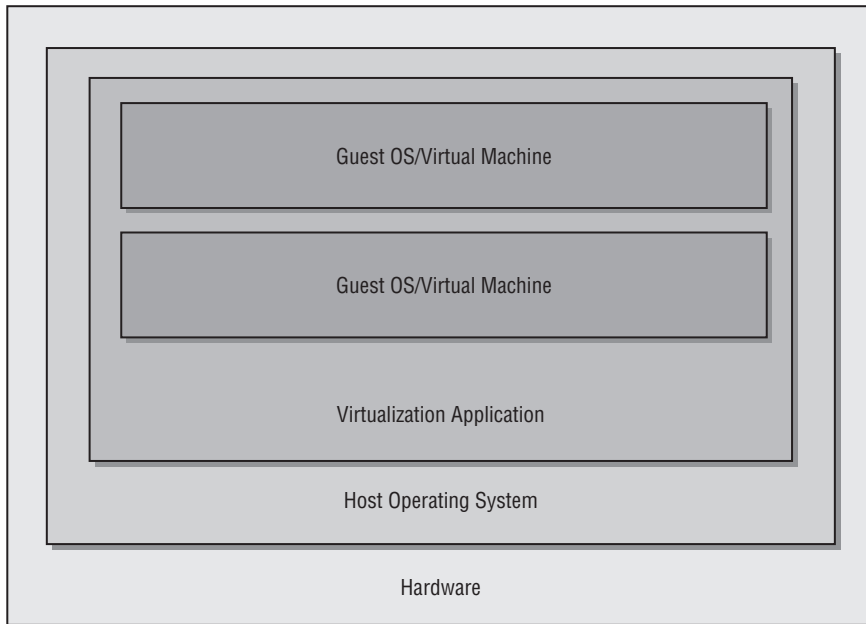 Guest OS/Virtual Machine
Guest OS/Virtual Machine
Virtualization Application
Host Operating System
Hardware